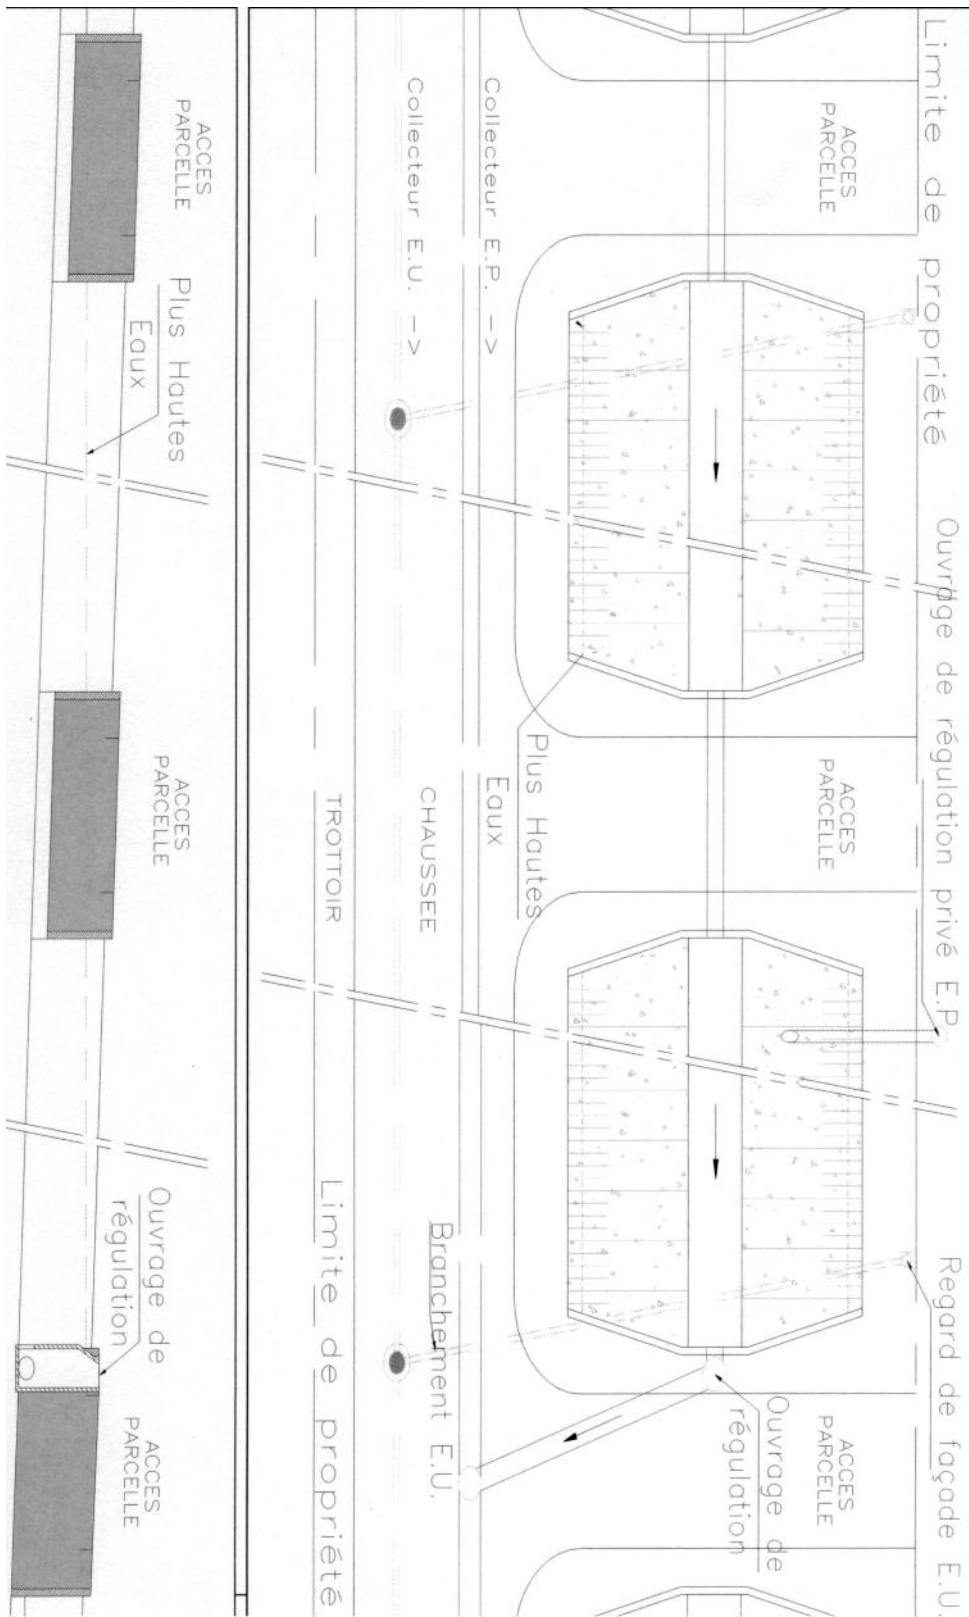 Limite de propriété
Ouvrage de régulation privé E.P
Regard de façade E.U.
ACCES
PARCELLE
ACCES
PARCELLE
ACCES
PARCELLE
Ouvrage de
régulation
Plus Hautes
Eaux
Collecteur E.P. ->
Collecteur E.U. ->
CHAUSSEE
Branchement E.U.
TROTTOIR
Limite de propriété
ACCES
PARCELLE
Plus Hautes
Eaux
ACCES
PARCELLE
Ouvrage de
régulation
ACCES
PARCELLE